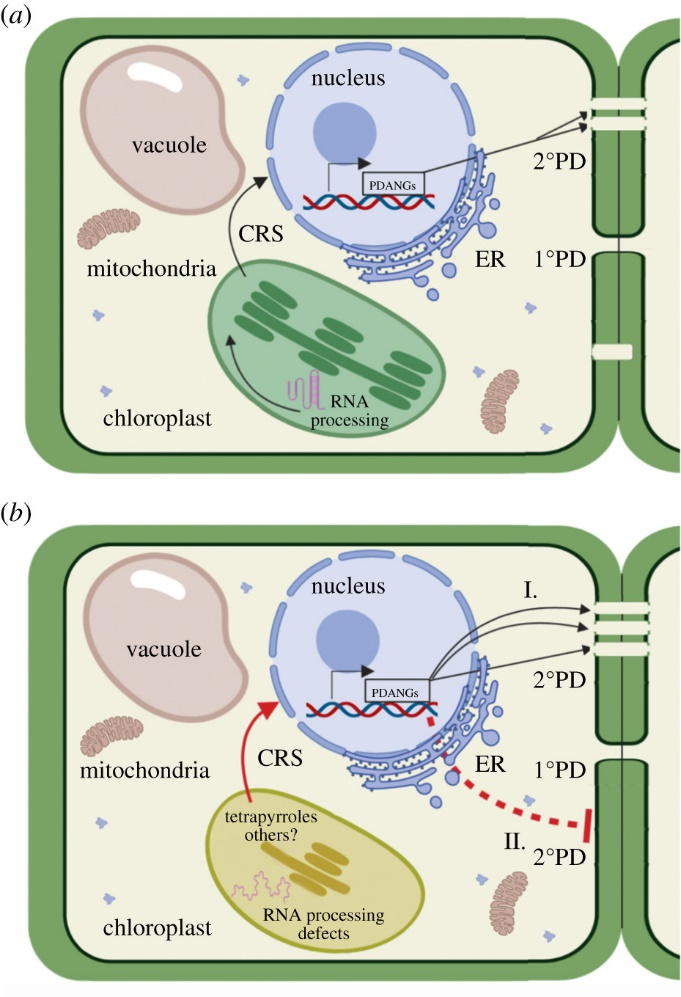 (a)
nucleus
vacuole
PDANGs
2°PD
CRS
mitochondria
ER
1°PD
RNA
processing
chloroplast
(b)
nucleus
I.
vacuole
PDANGs
2°PD
CRS
mitochondria
ER
1°PD
tetrapyrroles
others?
II.
2°PD
RNA processing
defects
chloroplast